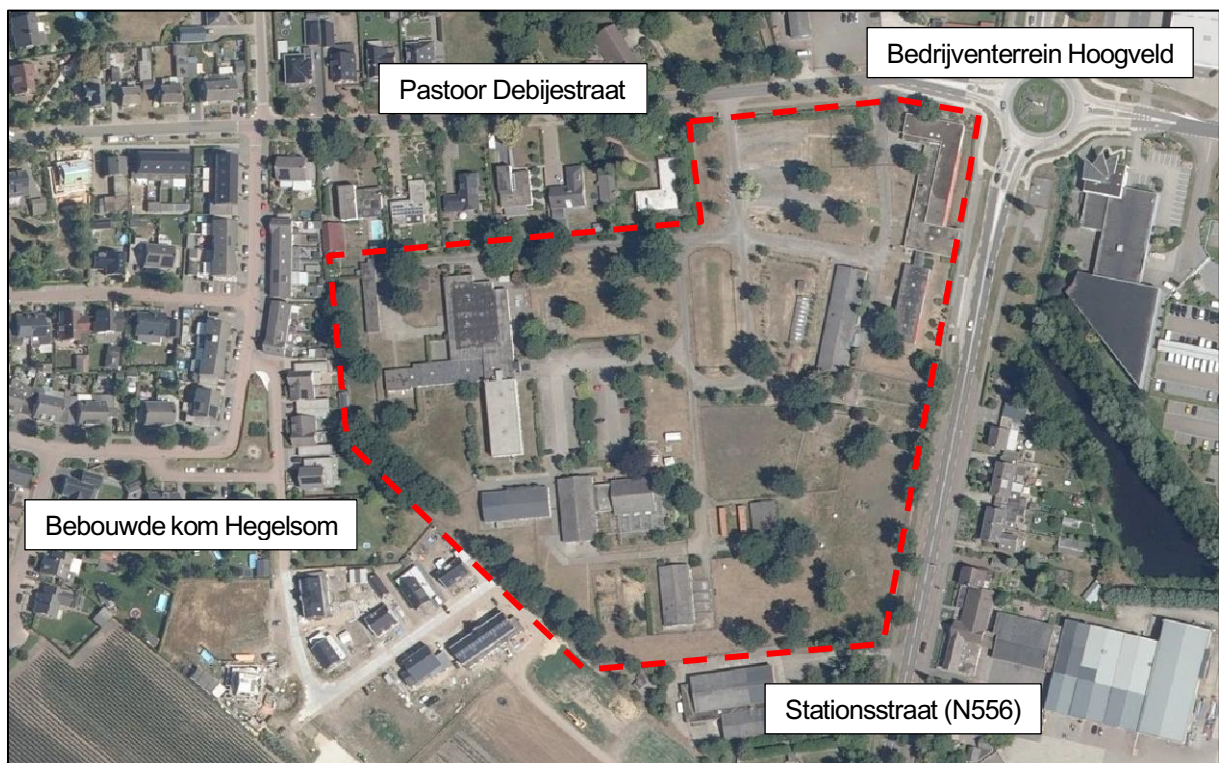 Bedrijventerrein Hoogveld
Pastoor Debijestraat
Bebouwde kom Hegelsom
Stationsstraat (N556)